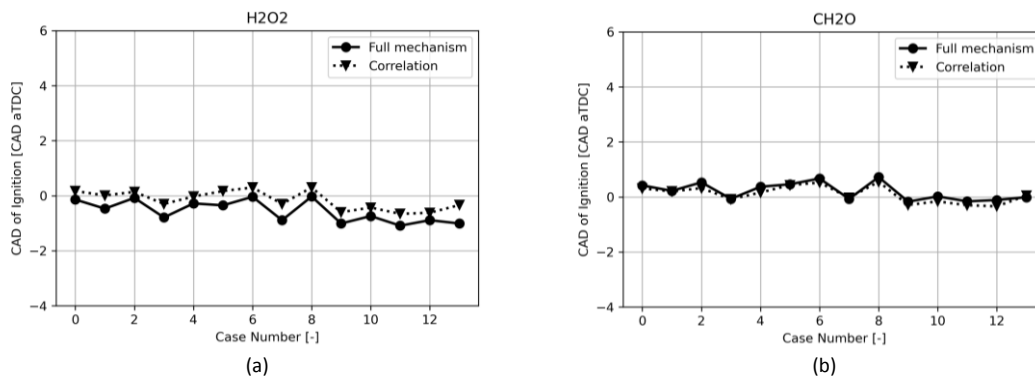 H2O2
CH2O
6
4
2
0
−2
−4
CAD of Ignition [CAD aTDC]
Full mechanism
Correlation
0 2 4 6 8 10 12
Case Number [-]
(a)
6
4
2
0
−2
−4
CAD of Ignition [CAD aTDC]
Full mechanism
Correlation
0 2 4 6 8 10 12
Case Number [-]
(b)